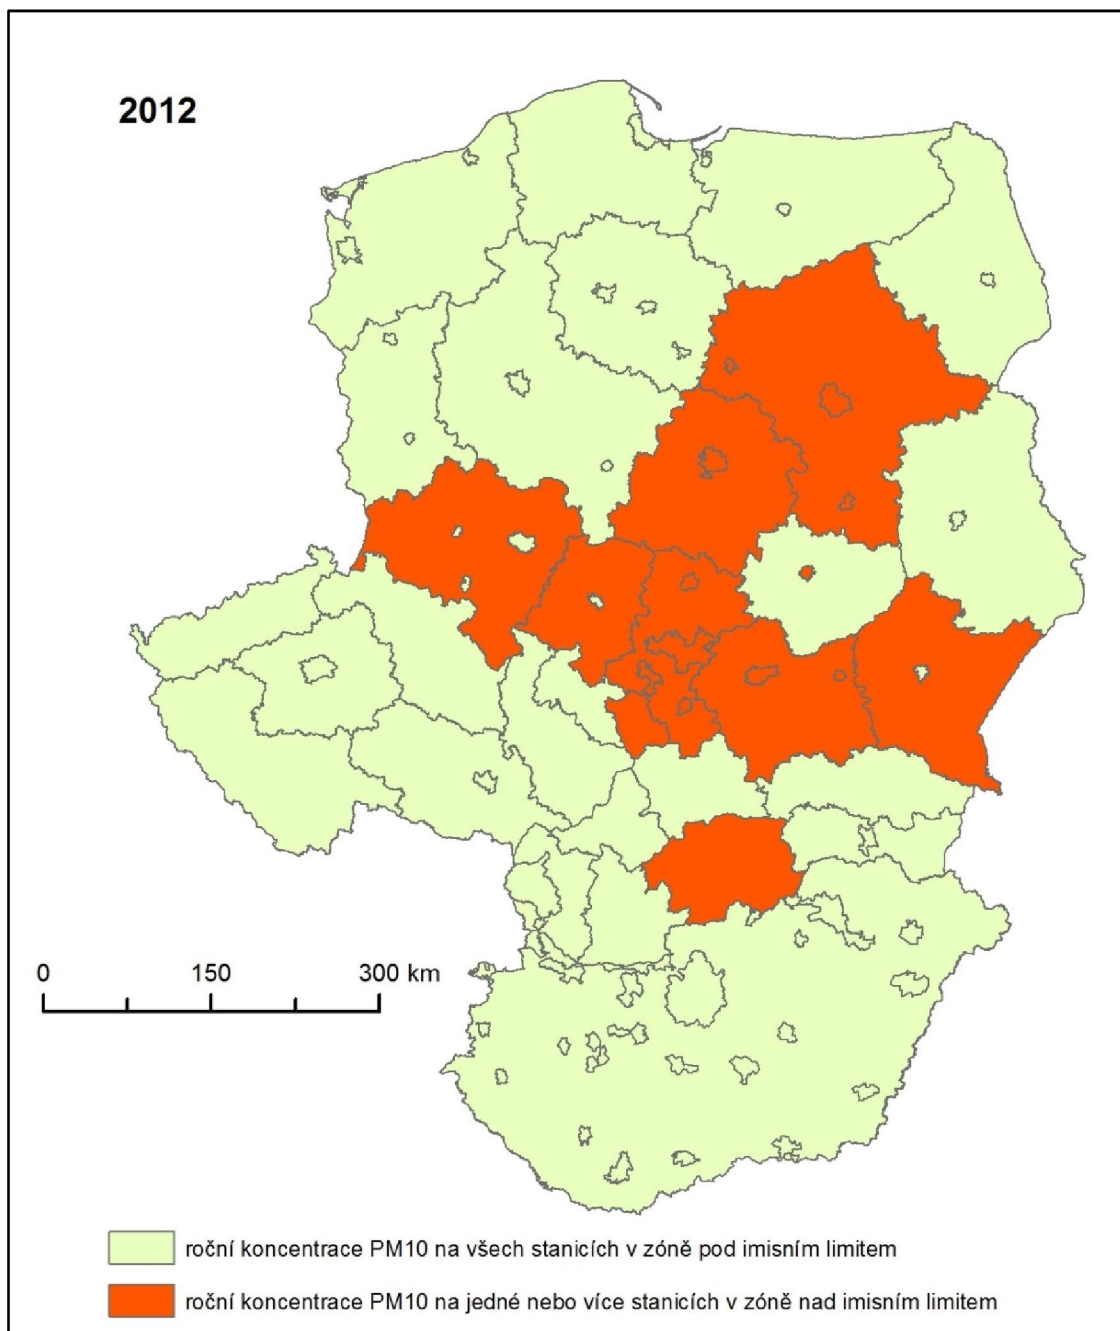 2012
0 150 300 km
roční koncentrace PM10 na všech stanicích v zóně pod imisním limitem
roční koncentrace PM10 na jedné nebo více stanicích v zóně nad imisním limitem